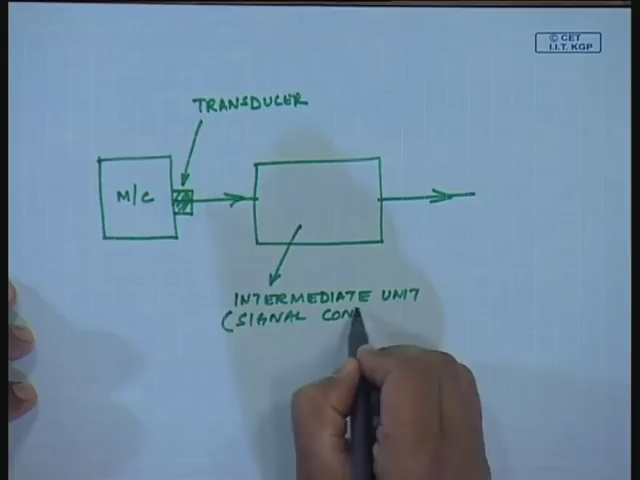 © CET
I.I.T. KGP
TRANSDUCER
M/C
INTERMEDIATE UNIT
(SIGNAL CON